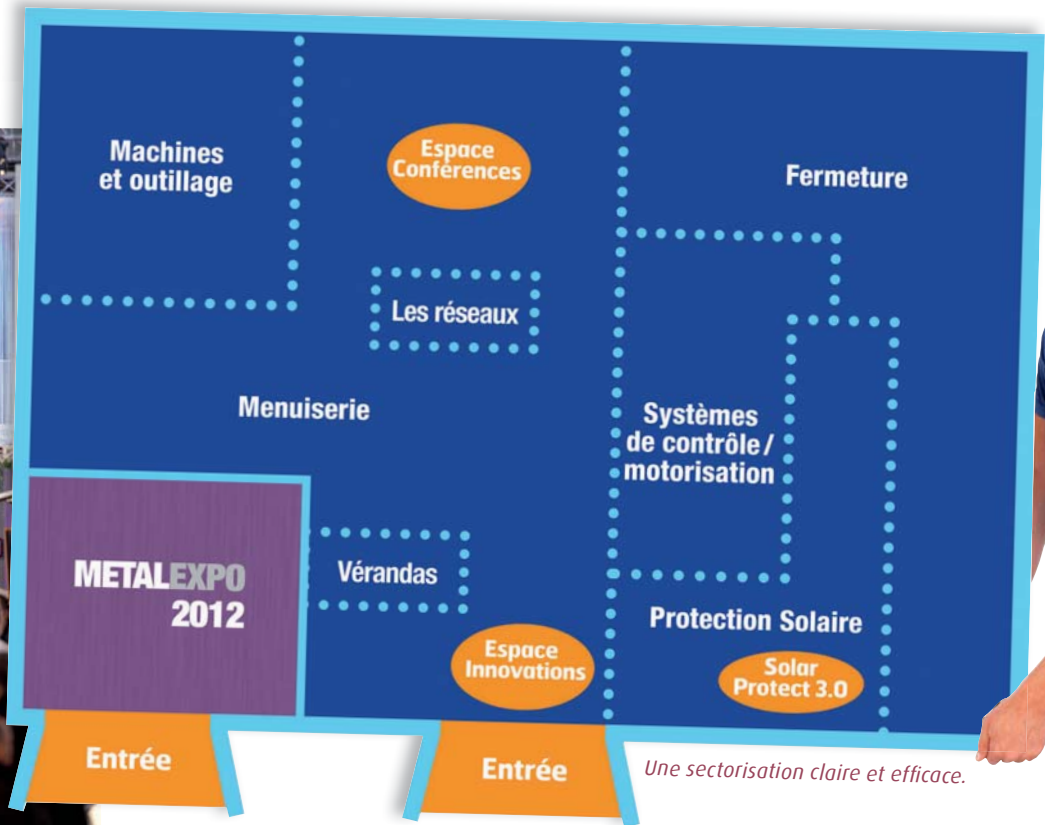 Machines
et outillage
Espace
Conférences
Fermeture
Les réseaux
Menuiserie
Systèmes
de contrôle /
motorisation
METALEXPO
2012
Vérandas
Protection Solaire
Espace
Innovations
Solar
Protect 3.0
Entrée
Entrée
Une sectorisation claire et efficace.